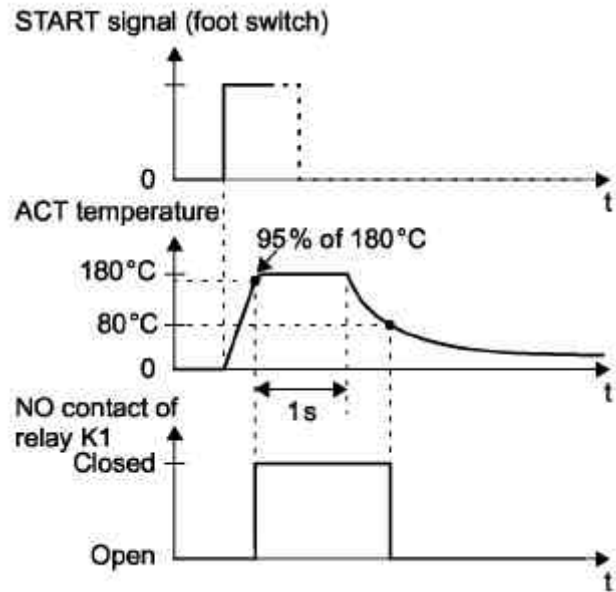 START signal (foot switch)
0
t
ACT temperature
95% of 180°C
180°C
80°C
0
t
1s
NO contact of
relay K1
Closed
Open
t